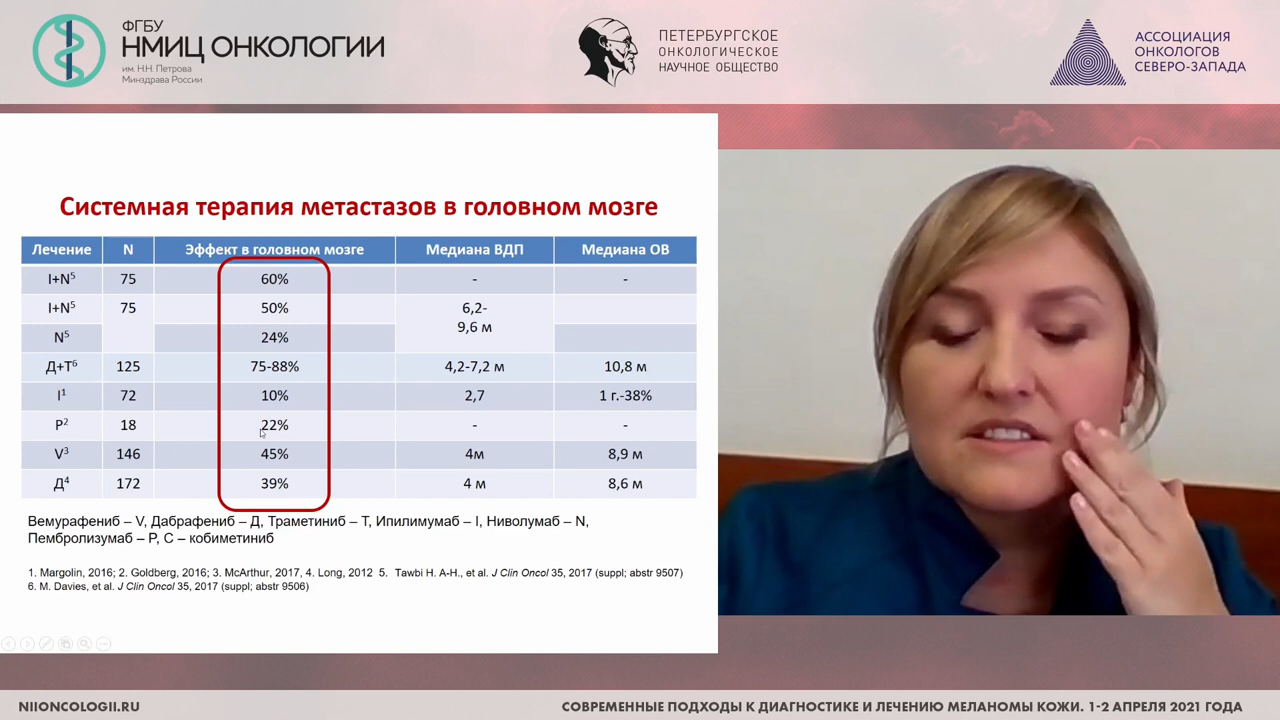 ФГБУ
НМИЦ ОНКОЛОГИИ
им. Н.Н. Петрова
Минздрава России
ПЕТЕРБУРГСКОЕ
ОНКОЛОГИЧЕСКОЕ
НАУЧНОЕ ОБЩЕСТВО
АССОЦИАЦИЯ
ОНКОЛОГОВ
СЕВЕРО-ЗАПАДА
Системная терапия метастазов в головном мозге
Лечение N Эффект в головном мозге Медиана ВДП Медиана ОВ
I+N⁵ 75 60% - -
I+N⁵ 75 50% 6,2-
9,6 м
N⁵ 24%
Д+Т⁶ 125 75-88% 4,2-7,2 м 10,8 м
I¹ 72 10% 2,7 1 г.-38%
P² 18 22% - -
V³ 146 45% 4м 8,9 м
Д⁴ 172 39% 4 м 8,6 м
Вемурафениб – V, Дабрафениб – Д, Траметиниб – Т, Ипилимумаб – I, Ниволумаб – N,
Пембролизумаб – P, С – кобиметиниб
1. Margolin, 2016; 2. Goldberg, 2016; 3. McArthur, 2017, 4. Long, 2012 5. Tawbi H. A-H., et al. J Clin Oncol 35, 2017 (suppl; abstr 9507)
6. M. Davies, et al. J Clin Oncol 35, 2017 (suppl; abstr 9506)
NIIONCOLOGII.RU
СОВРЕМЕННЫЕ ПОДХОДЫ К ДИАГНОСТИКЕ И ЛЕЧЕНИЮ МЕЛАНОМЫ КОЖИ. 1-2 АПРЕЛЯ 2021 ГОДА